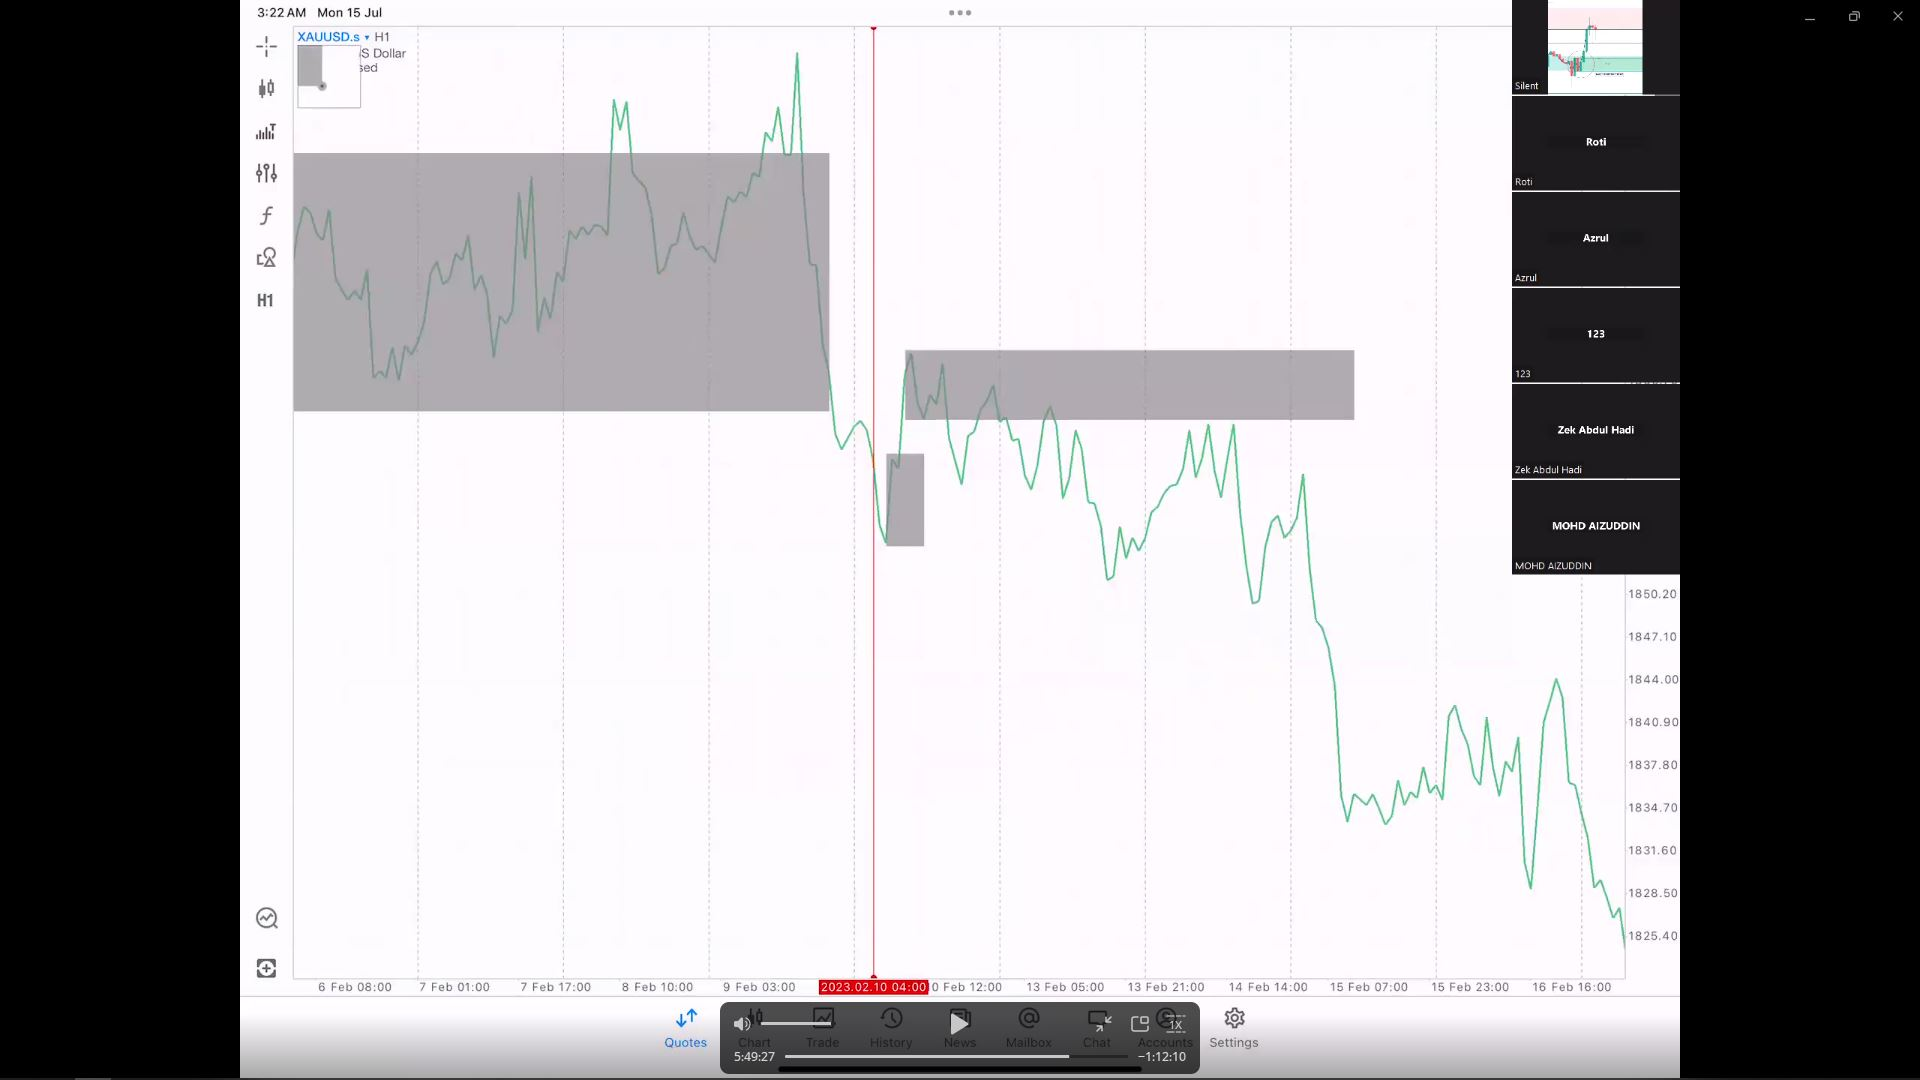 3:22 AM Mon 15 Jul
XAUUSD.s ▾ H1
S Dollar
sed
H1
Silent
Roti
Roti
Azrul
Azrul
123
123
Zek Abdul Hadi
Zek Abdul Hadi
MOHD AIZUDDIN
MOHD AIZUDDIN
1850.20
1847.10
1844.00
1840.90
1837.80
1834.70
1831.60
1828.50
1825.40
6 Feb 08:00 7 Feb 01:00 7 Feb 17:00 8 Feb 10:00 9 Feb 03:00 2023.02.10 04:00 0 Feb 12:00 13 Feb 05:00 13 Feb 21:00 14 Feb 14:00 15 Feb 07:00 15 Feb 23:00 16 Feb 16:00
1X
Quotes Chart Trade History News Mailbox Chat Accounts Settings
5:49:27 −1:12:10